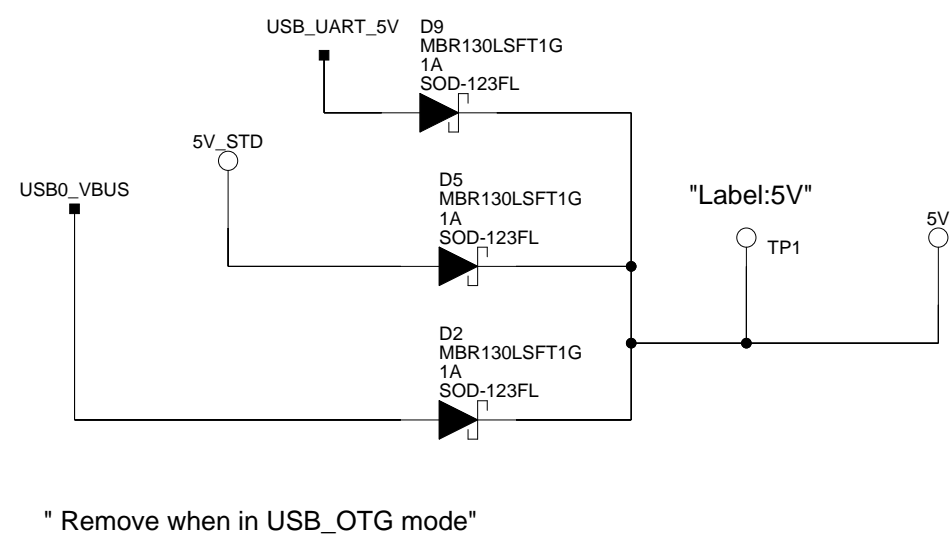 USB_UART_5V
D9
MBR130LSFT1G
1A
SOD-123FL
5V_STD
USB0_VBUS
D5
MBR130LSFT1G
1A
SOD-123FL
"Label:5V"
TP1
5V
D2
MBR130LSFT1G
1A
SOD-123FL
" Remove when in USB_OTG mode"